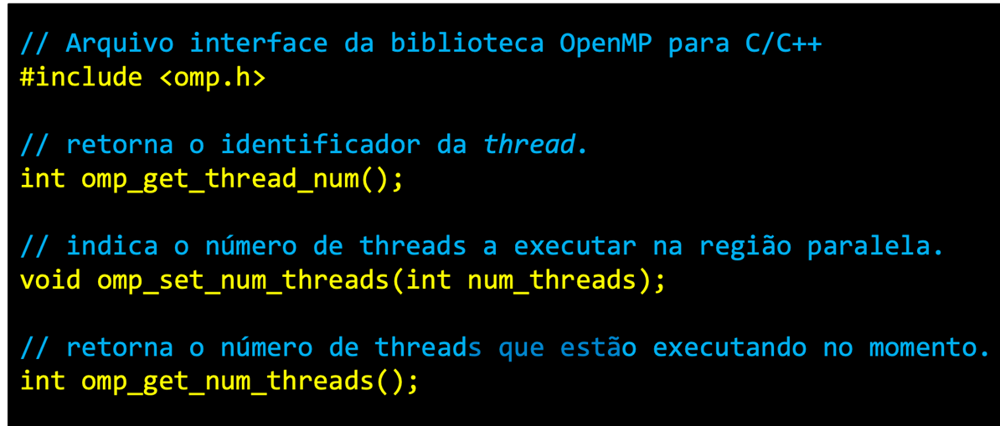 // Arquivo interface da biblioteca OpenMP para C/C++
#include <omp.h>
// retorna o identificador da thread.
int omp_get_thread_num();
// indica o número de threads a executar na região paralela.
void omp_set_num_threads(int num_threads);
// retorna o número de threads que estão executando no momento.
int omp_get_num_threads();